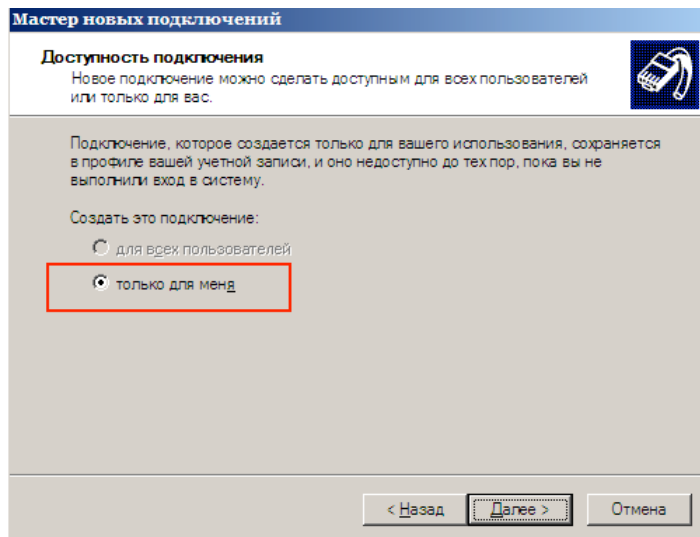 Мастер новых подключений
Доступность подключения
Новое подключение можно сделать доступным для всех пользователей
или только для вас.
Подключение, которое создается только для вашего использования, сохраняется
в профиле вашей учетной записи, и оно недоступно до тех пор, пока вы не
выполнили вход в систему.
Создать это подключение:
для всех пользователей
только для меня
< Назад
Далее >
Отмена